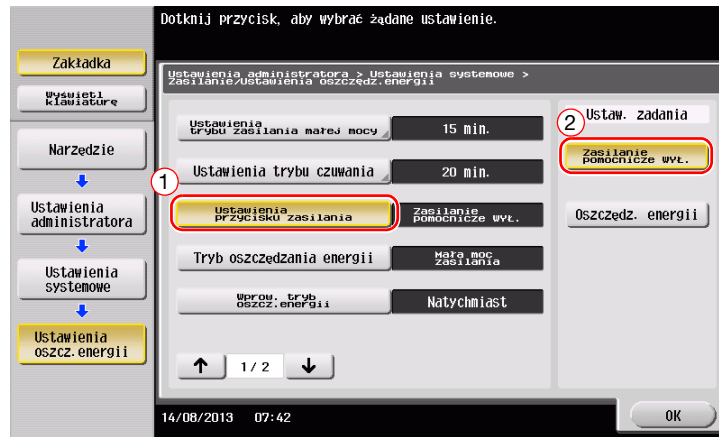 Dotknij przycisk, aby wybrać żądane ustawienie.
Zakładka
Wyświetl
klawiaturę
Narzędzie
Ustawienia
administratora
Ustawienia
systemowe
Ustawienia
oszcz.energii
Ustawienia administratora > Ustawienia systemowe >
Zasilanie/Ustawienia oszczędz.energii
Ustawienia
trybu zasilania małej mocy
15 min.
Ustawienia trybu czuwania
20 min.
1
Ustawienia
przycisku zasilania
Zasilanie
pomocnicze WYŁ.
Tryb oszczędzania energii
Mała moc
zasilania
Wprow. tryb
oszcz.energii
Natychmiast
1/ 2
2
Ustaw. zadania
Zasilanie
pomocnicze WYŁ.
Oszczędz. energii
14/08/2013 07:42
OK